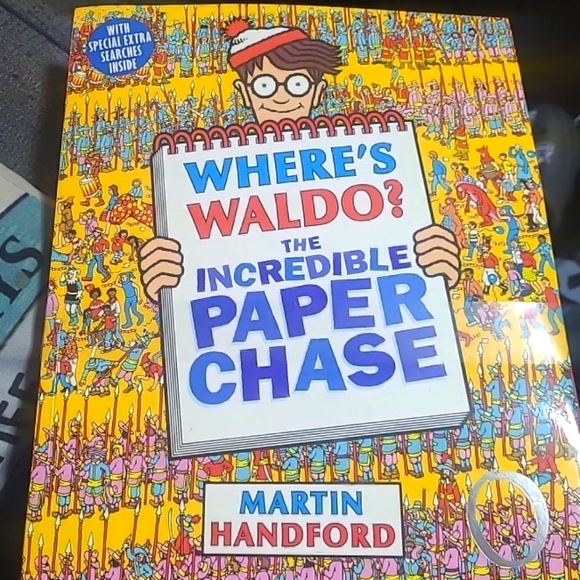 WITH
SPECIAL EXTRA
SEARCHES
INSIDE
WHERE'S
WALDO?
THE
INCREDIBLE
PAPER
CHASE
MARTIN
HANDFORD